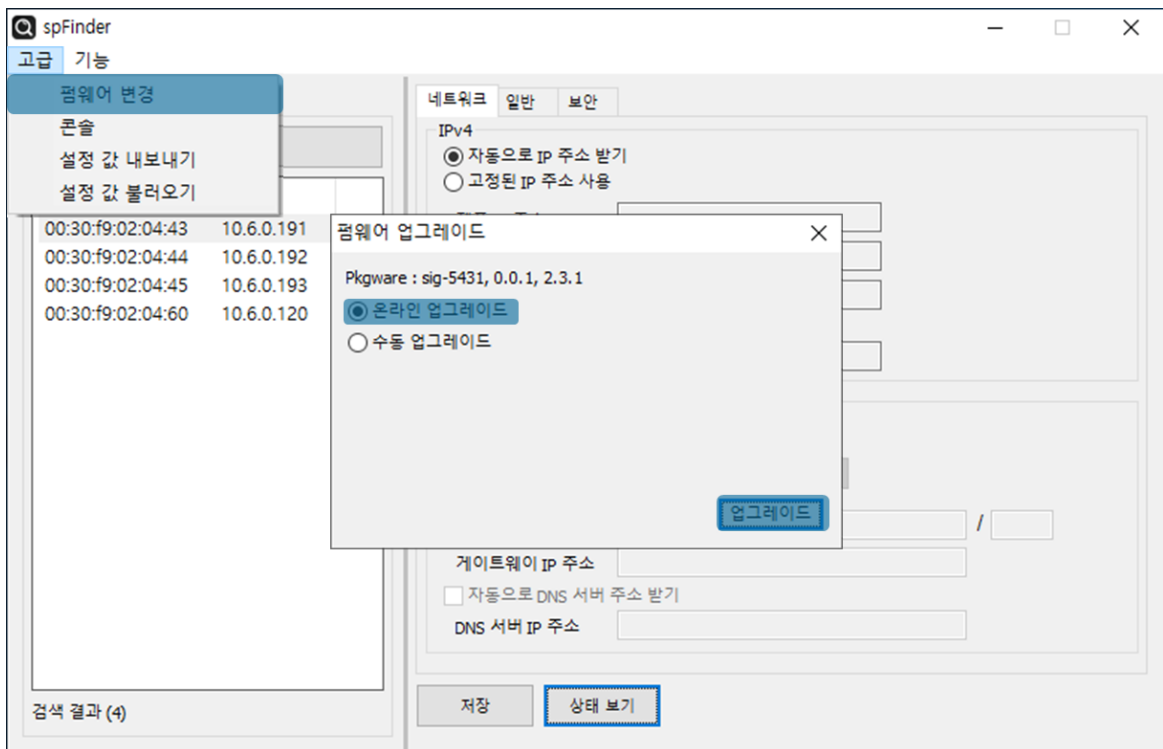 spFinder
고급 기능
펌웨어 변경
콘솔
설정 값 내보내기
설정 값 불러오기
00:30:f9:02:04:43 10.6.0.191
00:30:f9:02:04:44 10.6.0.192
00:30:f9:02:04:45 10.6.0.193
00:30:f9:02:04:60 10.6.0.120
검색 결과 (4)
네트워크 일반 보안
IPv4
자동으로 IP 주소 받기
고정된 IP 주소 사용
펌웨어 업그레이드
Pkgware : sig-5431, 0.0.1, 2.3.1
온라인 업그레이드
수동 업그레이드
업그레이드
/
게이트웨이 IP 주소
자동으로 DNS 서버 주소 받기
DNS 서버 IP 주소
저장 상태 보기